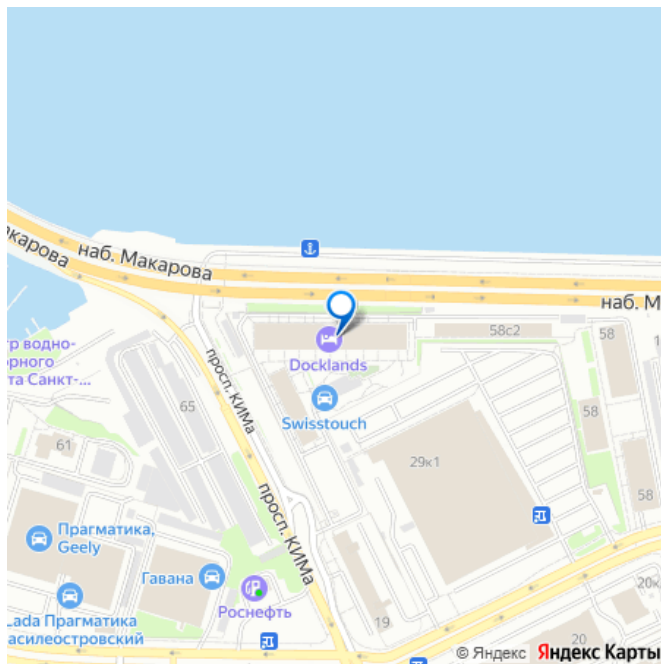 наб. Макарова
акарова
наб. М
58с2
58
Docklands
тр водно-
орного
та Санкт-...
просп. КИМа
65
Swisstouch
58
61
29к1
58
просп. КИМа
Прагматика,
Geely
Гавана
Роснефть
Lada Прагматика
асилеостровский
19
20к
20
© Яндекс Яндекс Карты